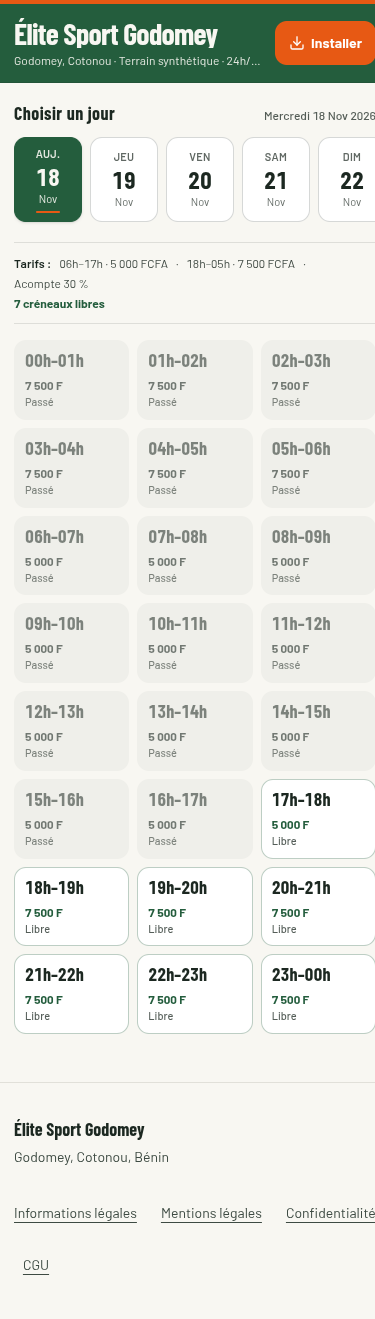 Élite Sport Godomey
Godomey, Cotonou · Terrain synthétique · 24h/...
Installer
Choisir un jour
Mercredi 18 Nov 2026
AUJ. JEU VEN SAM DIM
18 19 20 21 22
Nov Nov Nov Nov Nov
Tarifs : 06h–17h · 5 000 FCFA · 18h–05h · 7 500 FCFA ·
Acompte 30 %
7 créneaux libres
00h–01h 01h–02h 02h–03h
7 500 F 7 500 F 7 500 F
Passé Passé Passé
03h–04h 04h–05h 05h–06h
7 500 F 7 500 F 7 500 F
Passé Passé Passé
06h–07h 07h–08h 08h–09h
5 000 F 5 000 F 5 000 F
Passé Passé Passé
09h–10h 10h–11h 11h–12h
5 000 F 5 000 F 5 000 F
Passé Passé Passé
12h–13h 13h–14h 14h–15h
5 000 F 5 000 F 5 000 F
Passé Passé Passé
15h–16h 16h–17h 17h–18h
5 000 F 5 000 F 5 000 F
Passé Passé Libre
18h–19h 19h–20h 20h–21h
7 500 F 7 500 F 7 500 F
Libre Libre Libre
21h–22h 22h–23h 23h–00h
7 500 F 7 500 F 7 500 F
Libre Libre Libre
Élite Sport Godomey
Godomey, Cotonou, Bénin
Informations légales Mentions légales Confidentialité
CGU